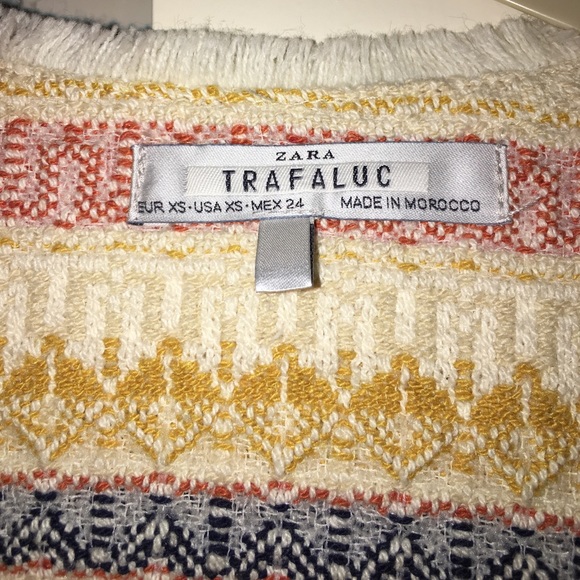 ZARA
TRAFALUC
EUR XS·USA XS·MEX 24 MADE IN MOROCCO